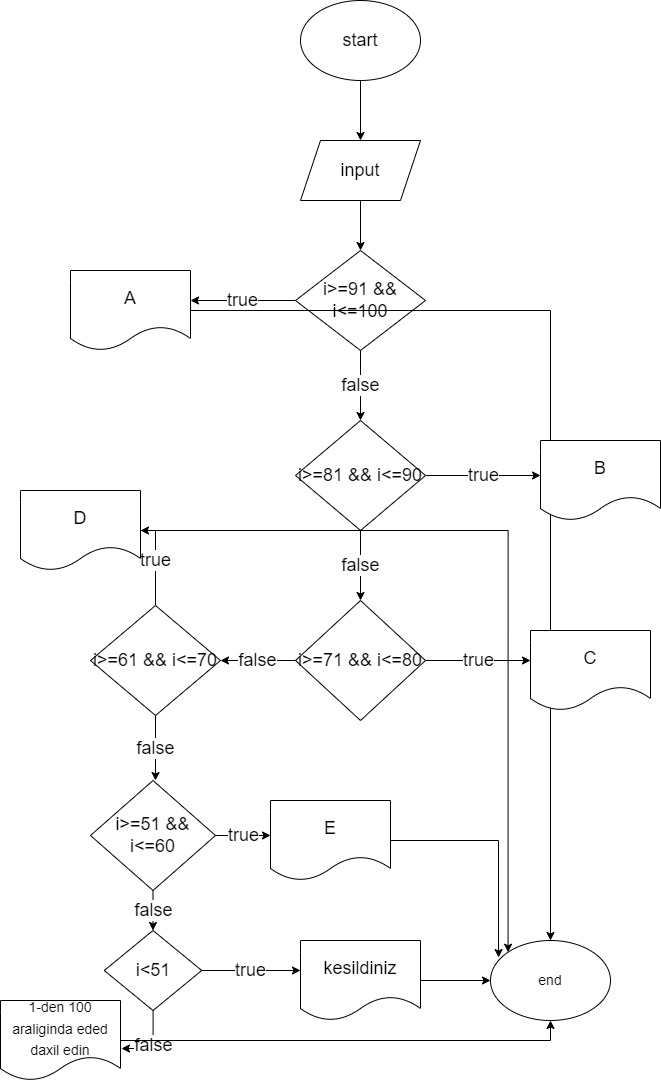 start
input
i>=91 &&
i<=100
true
A
false
i>=81 && i<=90
true
B
D
true
false
i>=61 && i<=70
false
i>=71 && i<=80
true
C
false
i>=51 &&
i<=60
true
E
false
i<51
true
kesildiniz
end
1-den 100
araliginda eded
daxil edin
false